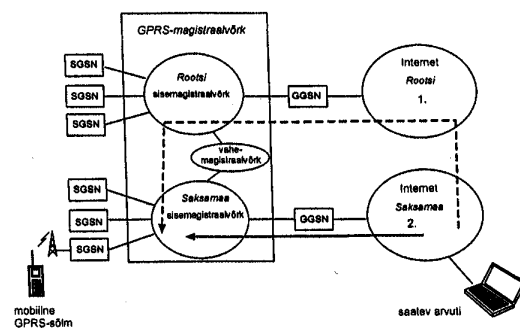 GPRS-magistraalvõrk
SGSN
SGSN
SGSN
Rootsi
sisemagistraalvõrk
GGSN
Internet
Rootsi
1.
vahe-
magistraalvõrk
SGSN
SGSN
SGSN
Saksamaa
sisemagistraalvõrk
GGSN
Internet
Saksamaa
2.
mobiilne
GPRS-sõlm
saatev arvuti